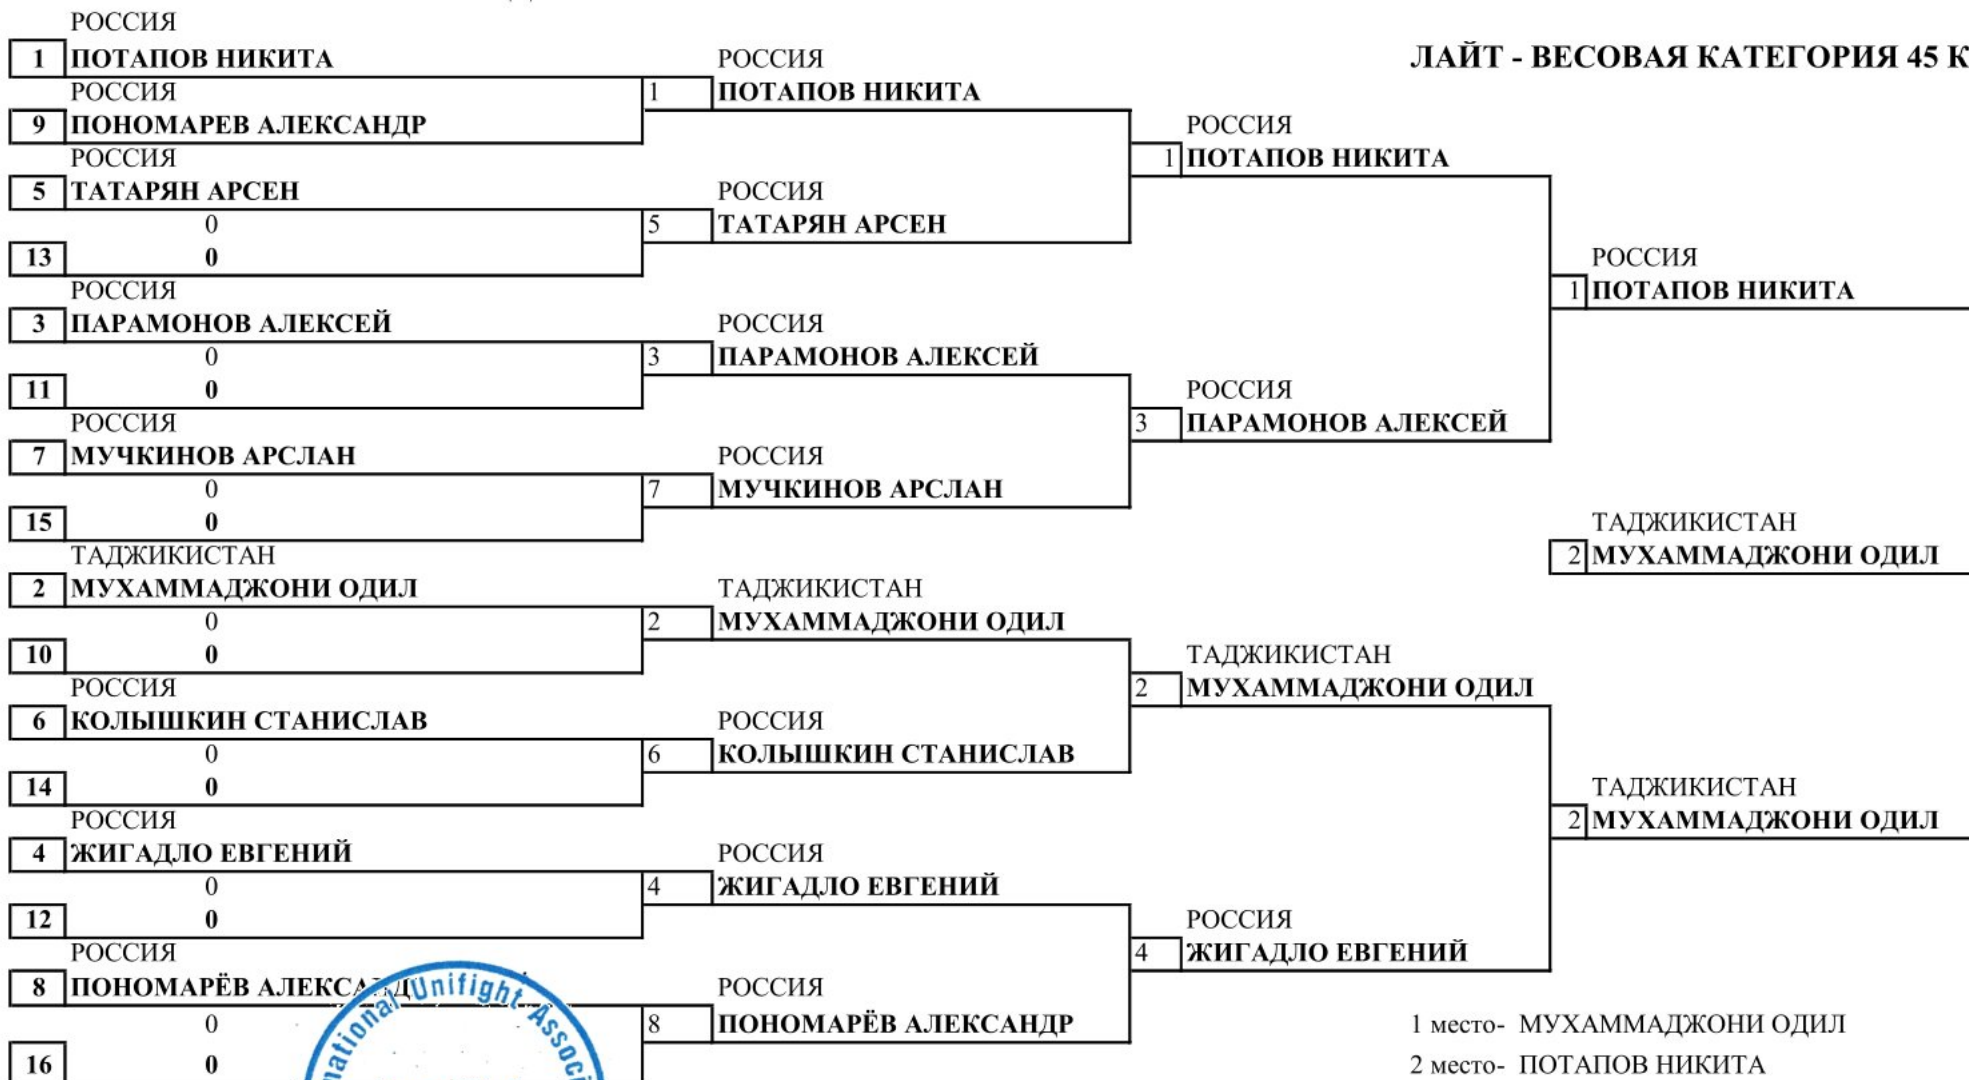 РОССИЯ
1 ПОТАПОВ НИКИТА
РОССИЯ
9 ПОНОМАРЕВ АЛЕКСАНДР
РОССИЯ
5 ТАТАРЯН АРСЕН
0
13 0
РОССИЯ
3 ПАРАМОНОВ АЛЕКСЕЙ
0
11 0
РОССИЯ
7 МУЧКИНОВ АРСЛАН
0
15 0
ТАДЖИКИСТАН
2 МУХАММАДЖОНИ ОДИЛ
0
10 0
РОССИЯ
6 КОЛЫШКИН СТАНИСЛАВ
0
14 0
РОССИЯ
4 ЖИГАДЛО ЕВГЕНИЙ
0
12 0
РОССИЯ
8 ПОНОМАРЁВ
0
16 0
РОССИЯ
1 ПОТАПОВ НИКИТА
РОССИЯ
5 ТАТАРЯН АРСЕН
РОССИЯ
3 ПАРАМОНОВ АЛЕКСЕЙ
РОССИЯ
7 МУЧКИНОВ АРСЛАН
ТАДЖИКИСТАН
2 МУХАММАДЖОНИ ОДИЛ
РОССИЯ
6 КОЛЫШКИН СТАНИСЛАВ
РОССИЯ
4 ЖИГАДЛО ЕВГЕНИЙ
РОССИЯ
8 ПОНОМАРЁВ АЛЕКСАНДР
РОССИЯ
1 ПОТАПОВ НИКИТА
РОССИЯ
3 ПАРАМОНОВ АЛЕКСЕЙ
ТАДЖИКИСТАН
2 МУХАММАДЖОНИ ОДИЛ
РОССИЯ
4 ЖИГАДЛО ЕВГЕНИЙ
ЛАЙТ - ВЕСОВАЯ КАТЕГОРИЯ 45 К
РОССИЯ
1 ПОТАПОВ НИКИТА
ТАДЖИКИСТАН
2 МУХАММАДЖОНИ ОДИЛ
ТАДЖИКИСТАН
2 МУХАММАДЖОНИ ОДИЛ
1 место- МУХАММАДЖОНИ ОДИЛ
2 место- ПОТАПОВ НИКИТА
national Unifight Associ